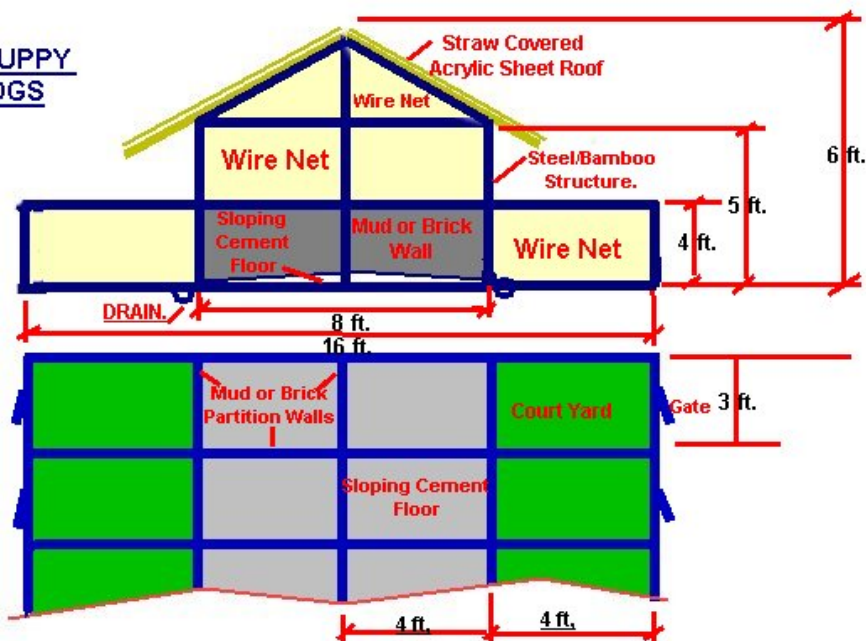 UPPY
OGS
Straw Covered
Acrylic Sheet Roof
Wire Net
Wire Net
Steel/Bamboo
Structure.
6 ft.
5 ft.
4 ft.
Sloping
Cement
Floor
Mud or Brick
Wall
Wire Net
DRAIN.
8 ft.
16 ft.
Mud or Brick
Partition Walls
Court Yard
Gate
3 ft.
Sloping Cement
Floor
4 ft.
4 ft.